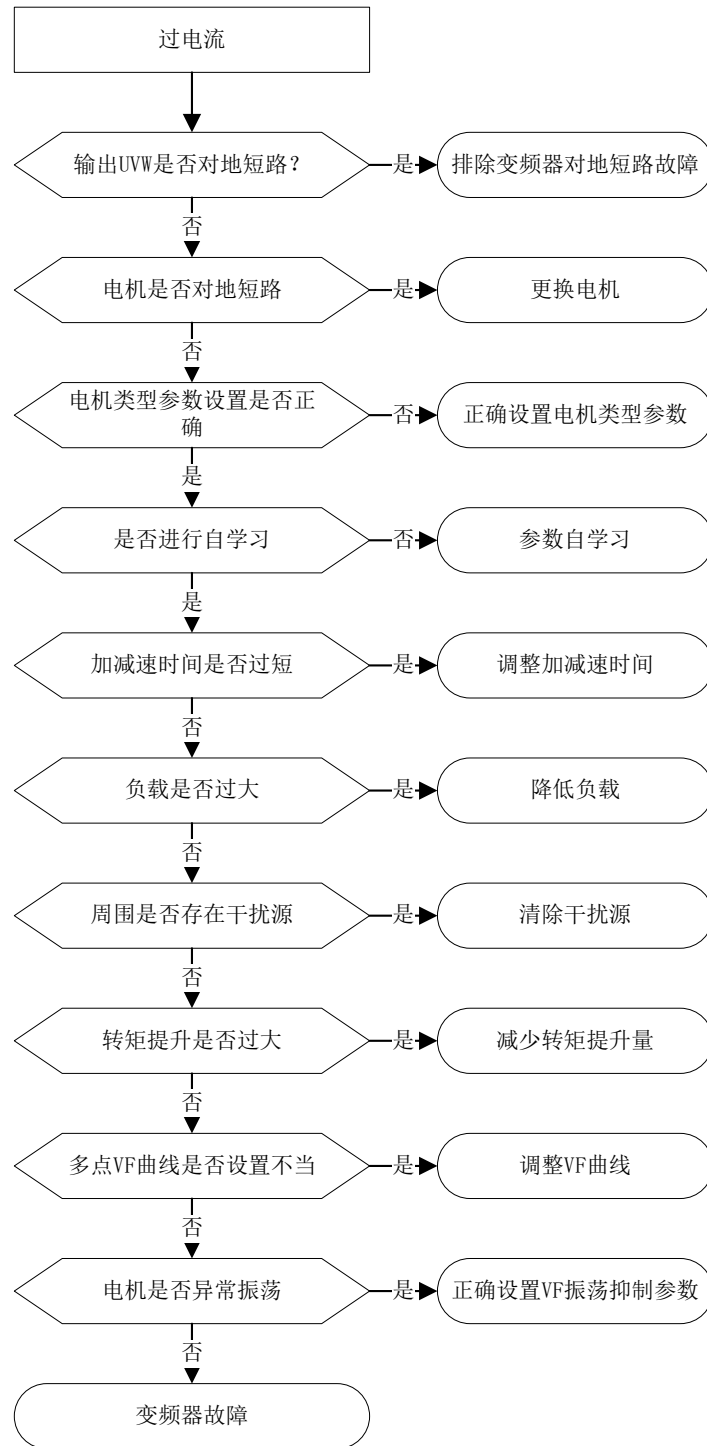 过电流
输出UVW是否对地短路？
是
排除变频器对地短路故障
否
电机是否对地短路
是
更换电机
否
电机类型参数设置是否正
确
否
正确设置电机类型参数
是
是否进行自学习
否
参数自学习
是
加减速时间是否过短
是
调整加减速时间
否
负载是否过大
是
降低负载
否
周围是否存在干扰源
是
清除干扰源
否
转矩提升是否过大
是
减少转矩提升量
否
多点VF曲线是否设置不当
是
调整VF曲线
否
电机是否异常振荡
是
正确设置VF振荡抑制参数
否
变频器故障